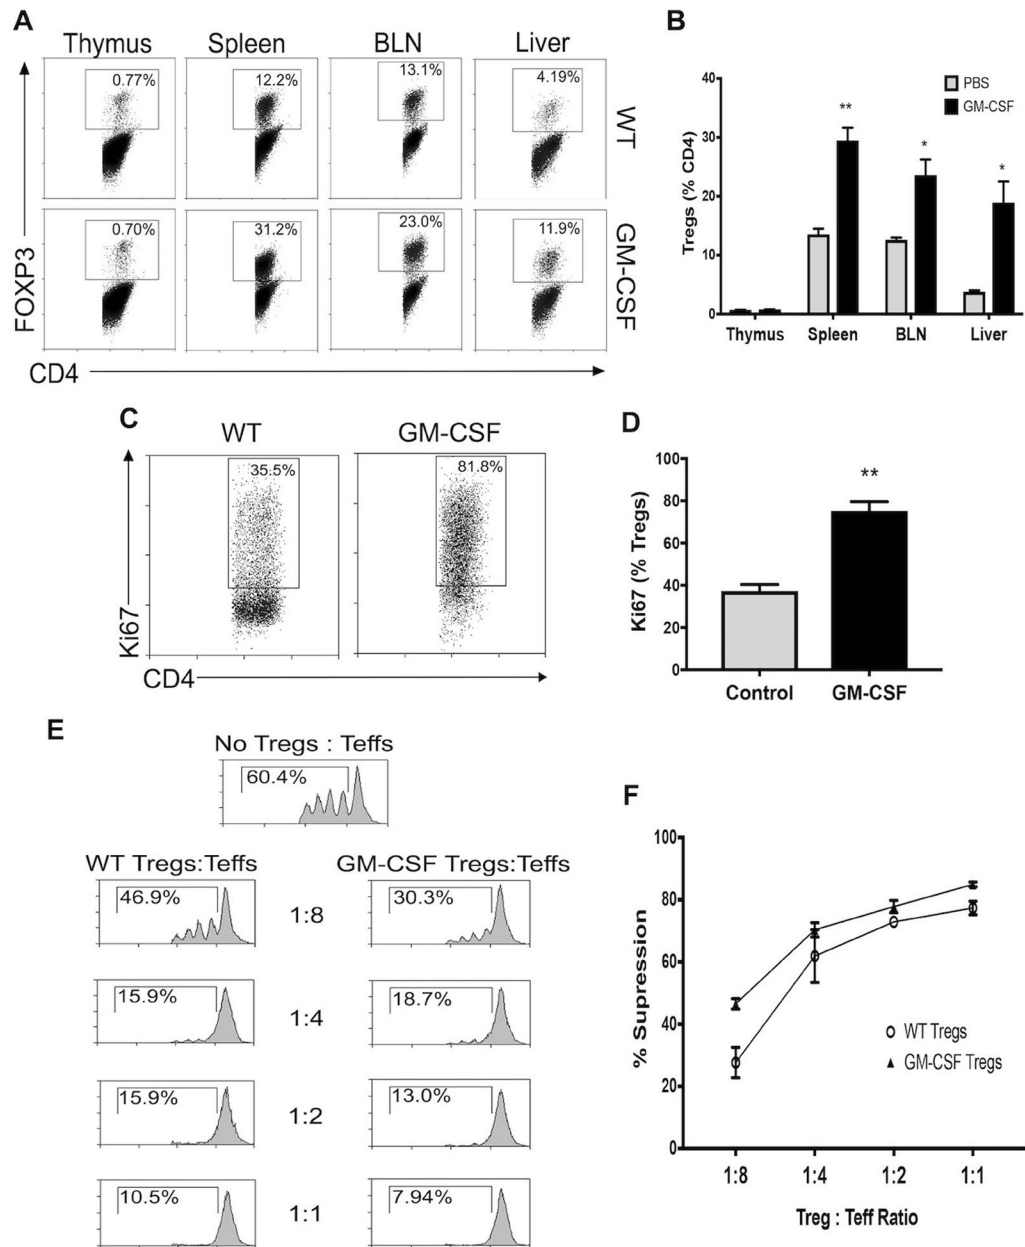 A
Thymus Spleen BLN Liver
0.77% 12.2% 13.1% 4.19%
WT
0.70% 31.2% 23.0% 11.9%
GM-CSF
FOXP3
CD4
B
40
30
20
10
0
Tregs (% CD4)
PBS
GM-CSF
** * *
Thymus Spleen BLN Liver
C
WT GM-CSF
35.5% 81.8%
Ki67
CD4
D
100
80
60
40
20
0
Ki67 (% Tregs)
**
Control GM-CSF
E
No Tregs : Teffs
60.4%
WT Tregs:Teffs GM-CSF Tregs:Teffs
46.9% 1:8 30.3%
15.9% 1:4 18.7%
15.9% 1:2 13.0%
10.5% 1:1 7.94%
F
100
80
60
40
20
0
% Supression
WT Tregs
GM-CSF Tregs
1:8 1:4 1:2 1:1
Treg : Teff Ratio